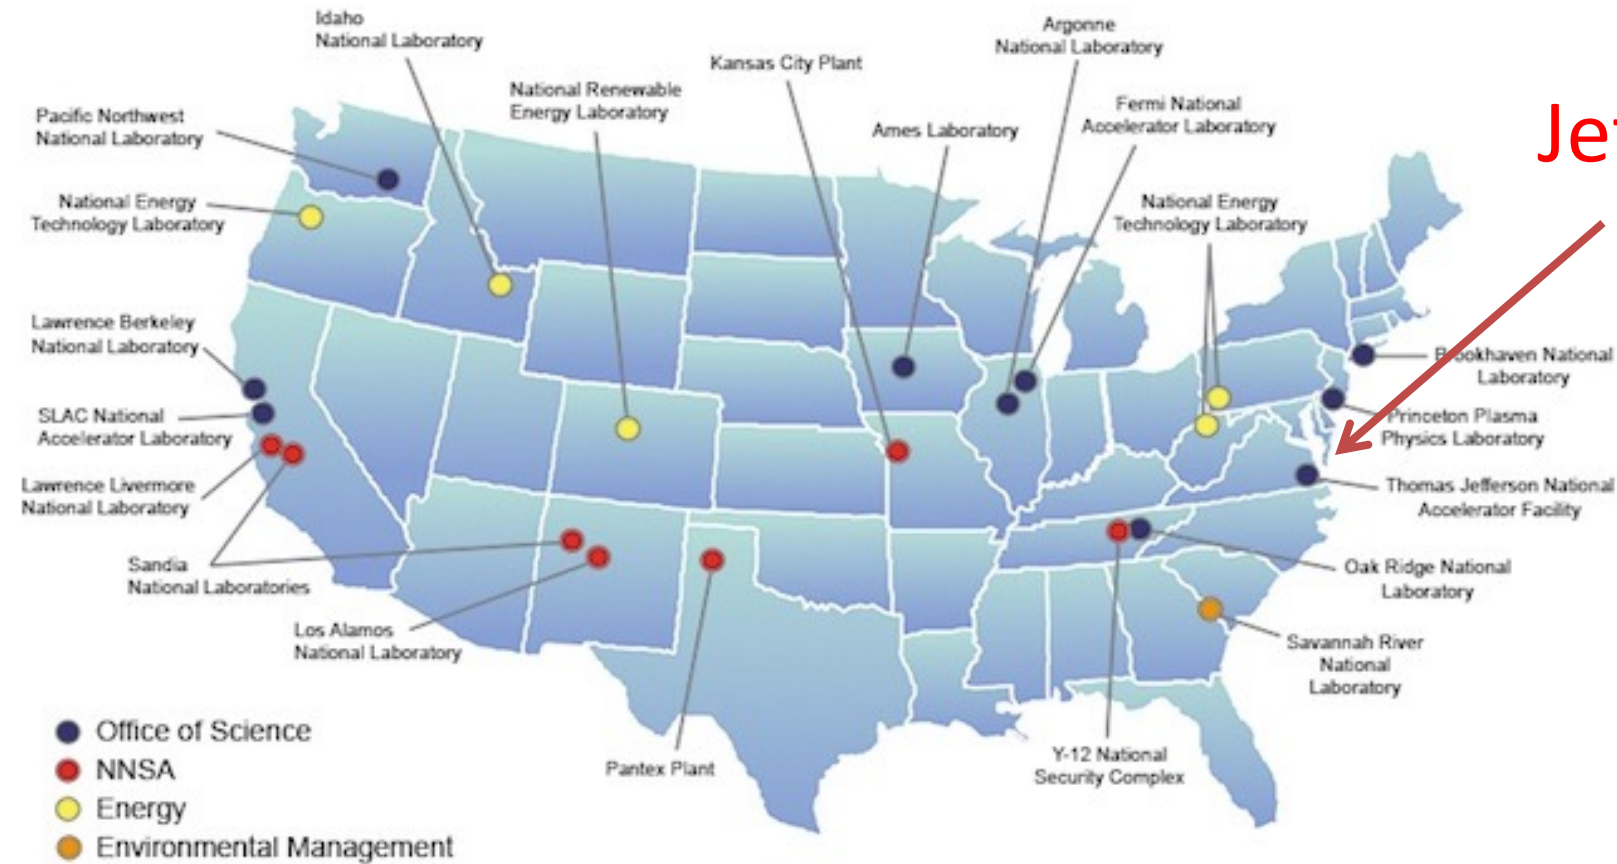 Idaho
National Laboratory
Argonne
National Laboratory
Kansas City Plant
National Renewable
Energy Laboratory
Fermi National
Accelerator Laboratory
Pacific Northwest
National Laboratory
Ames Laboratory
Je
National Energy
Technology Laboratory
National Energy
Technology Laboratory
Lawrence Berkeley
National Laboratory
Brookhaven National
Laboratory
SLAC National
Accelerator Laboratory
Princeton Plasma
Physics Laboratory
Lawrence Livermore
National Laboratory
Thomas Jefferson National
Accelerator Facility
Sandia
National Laboratories
Oak Ridge National
Laboratory
Los Alamos
National Laboratory
Savannah River
National
Laboratory
Pantex Plant
Y-12 National
Security Complex
Office of Science
NNSA
Energy
Environmental Management